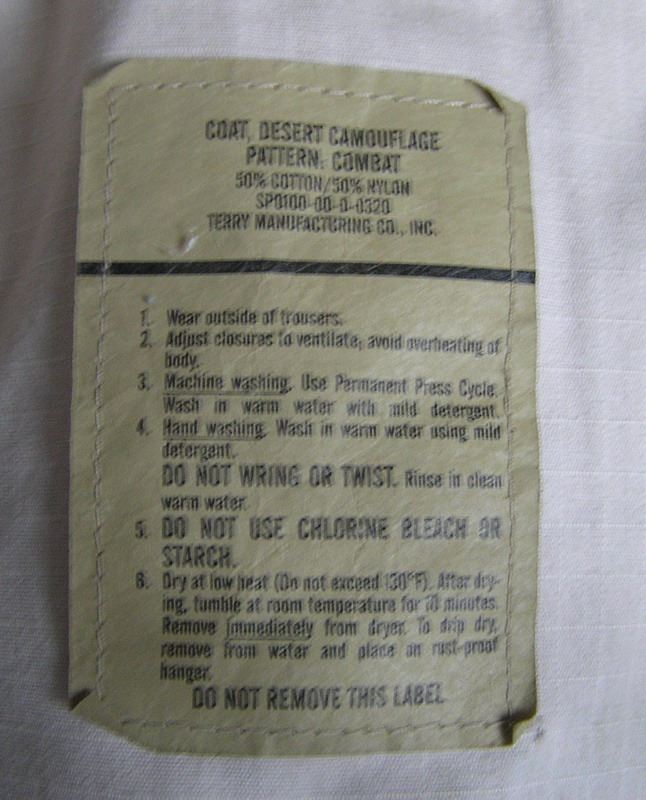 COAT, DESERT CAMOUFLAGE
PATTERN: COMBAT
50% COTTON/50% NYLON
SP0100-00-D-0320
TERRY MANUFACTURING CO., INC.
1. Wear outside of trousers.
2. Adjust closures to ventilate; avoid overheating of
body.
3. Machine washing. Use Permanent Press Cycle.
Wash in warm water with mild detergent.
4. Hand washing. Wash in warm water using mild
detergent.
DO NOT WRING OR TWIST. Rinse in clean
warm water.
5. DO NOT USE CHLORINE BLEACH OR
STARCH.
6. Dry at low heat (Do not exceed 130°F). After dry-
ing, tumble at room temperature for 10 minutes.
Remove immediately from dryer. To drip dry,
remove from water and place on rust-proof
hanger.
DO NOT REMOVE THIS LABEL